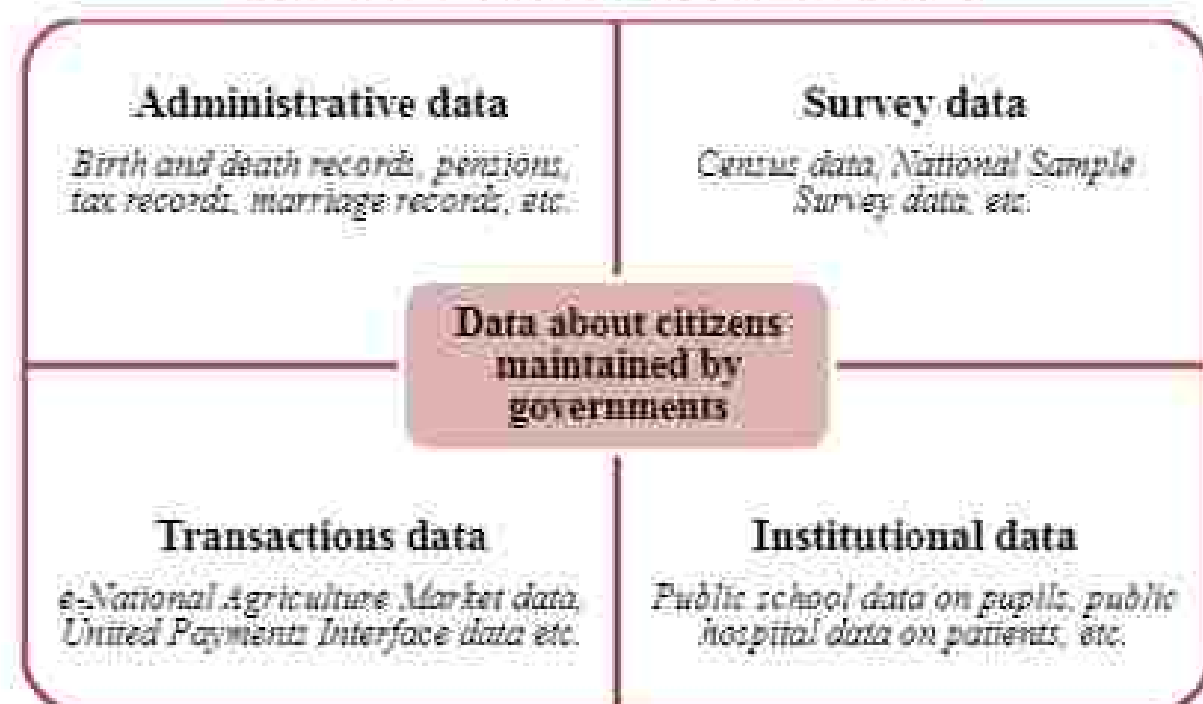 Administrative data
Birth and death records, pensions,
tax records, marriage records, etc.
Survey data
Census data, National Sample
Survey data, etc.
Data about citizens
maintained by
governments
Transactions data
e-National Agriculture Market data,
United Payments Interface data etc.
Institutional data
Public school data on pupils, public
hospital data on patients, etc.